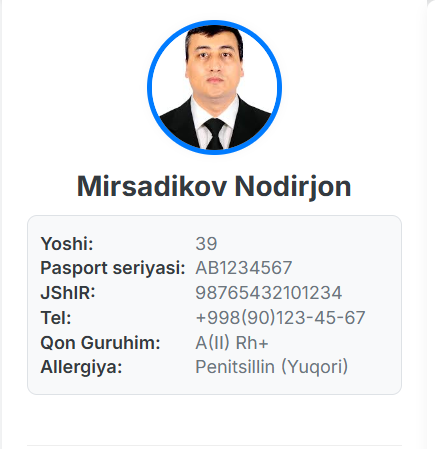 Mirsadikov Nodirjon
Yoshi: 39
Pasport seriyasi: AB1234567
JShIR: 98765432101234
Tel: +998(90)123-45-67
Qon Guruhim: A(II) Rh+
Allergiya: Penitsillin (Yuqori)